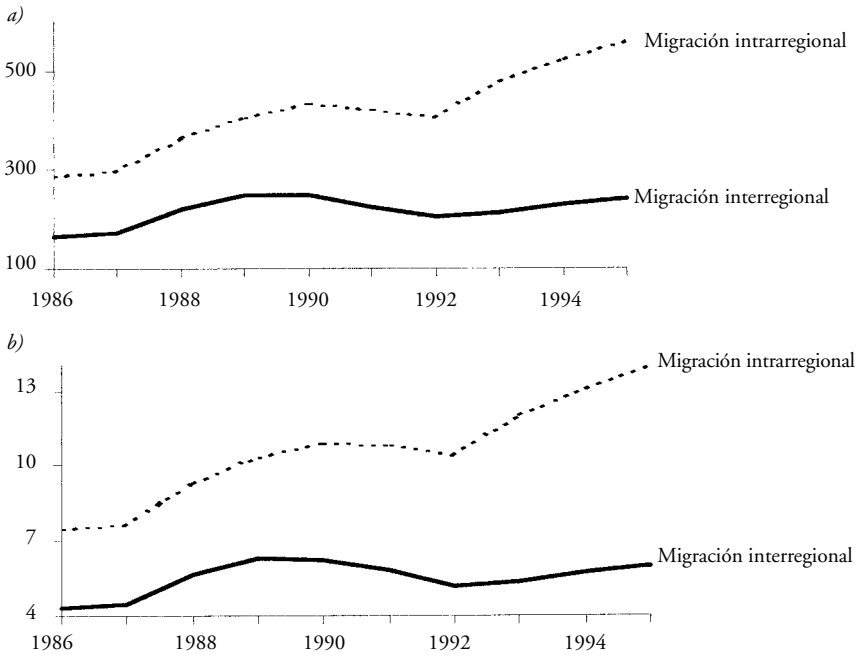 a)
Migración intrarregional
500
300
Migración interregional
100
1986 1988 1990 1992 1994
b)
Migración intrarregional
13
10
7
Migración interregional
4
1986 1988 1990 1992 1994